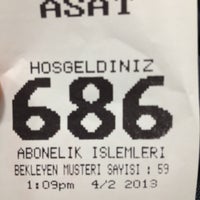 ASAT
HOSGELDINIZ
686
ABONELIK ISLEMLERI
BEKLEYEN MUSTERI SAYISI : 59
1:09pm 4/2 2013